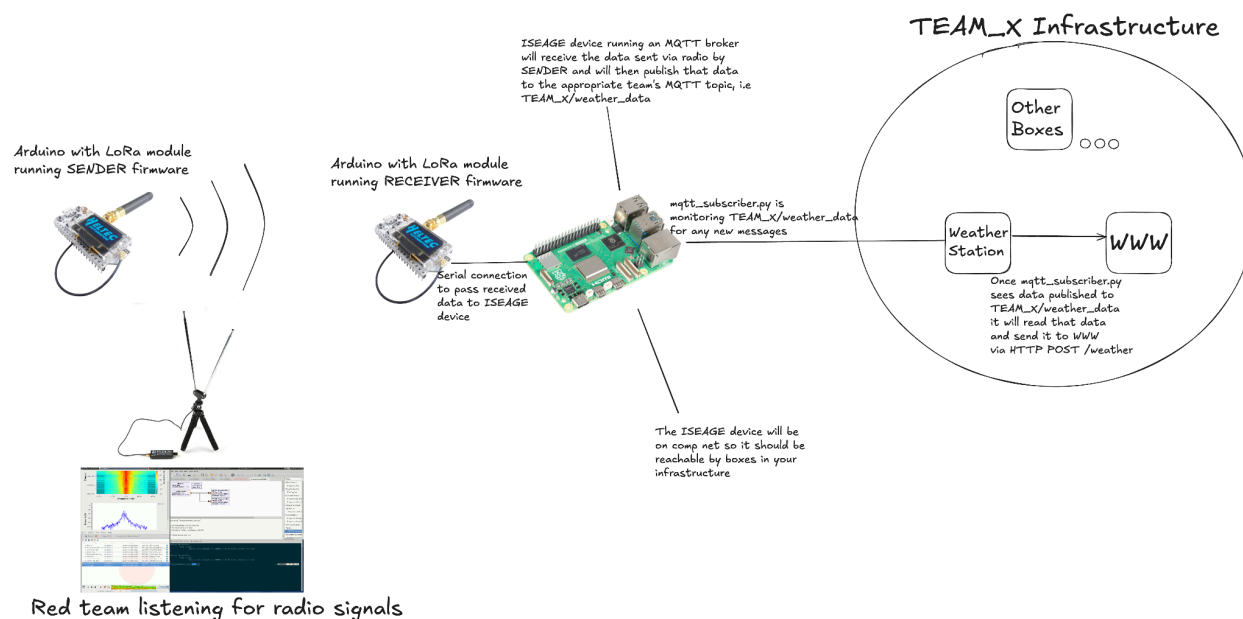 TEAM_X Infrastructure
ISEAGE device running an MQTT broker
will receive the data sent via radio by
SENDER and will then publish that data
to the appropriate team's MQTT topic, i.e
TEAM_X/weather_data
Other
Boxes
Arduino with LoRa module
running SENDER firmware
Arduino with LoRa module
running RECEIVER firmware
HELTEC
HELTEC
mqtt_subscriber.py is
monitoring TEAM_X/weather_data
for any new messages
Weather
Station
WWW
Serial connection
to pass received
data to ISEAGE
device
Once mqtt_subscriber.py
sees data published to
TEAM_X/weather_data
it will read that data
and send it to WWW
via HTTP POST /weather
The ISEAGE device will be
on comp net so it should be
reachable by boxes in your
infrastructure
Red team listening for radio signals